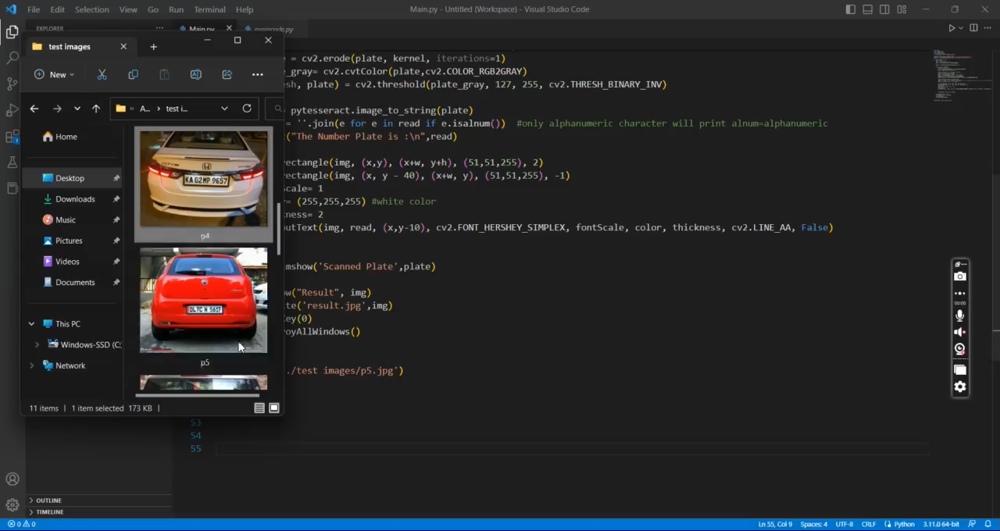 File Edit Selection View Go Run Terminal Help
Main.py - Untitled (Workspace) - Visual Studio Code
EXPLORER
Main.py
maincode.py
test images
New
A...
test i...
Home
Desktop
Downloads
Music
Pictures
Videos
Documents
This PC
Windows-SSD (C:
Network
KA 02MP 9657
p4
DL7C N 5617
p5
11 items
1 item selected 173 KB
e = cv2.erode(plate, kernel, iterations=1)
_gray= cv2.cvtColor(plate,cv2.COLOR_RGB2GRAY)
sh, plate) = cv2.threshold(plate_gray, 127, 255, cv2.THRESH_BINARY_INV)
pytesseract.image_to_string(plate)
= ''.join(e for e in read if e.isalnum()) #only alphanumeric character will print alnum=alphanumeric
("The Number Plate is :\n",read)
rectangle(img, (x,y), (x+w, y+h), (51,51,255), 2)
rectangle(img, (x, y - 40), (x+w, y), (51,51,255), -1)
cale= 1
= (255,255,255) #white color
kness= 2
utText(img, read, (x,y-10), cv2.FONT_HERSHEY_SIMPLEX, fontScale, color, thickness, cv2.LINE_AA, False)
mshow('Scanned Plate',plate)
ow("Result", img)
te('result.jpg',img)
Key(0)
royAllWindows()
./test images/p5.jpg')
53
54
55
00:00
OUTLINE
TIMELINE
0 0
Ln 55, Col 9 Spaces: 4 UTF-8 CRLF Python 3.11.0 64-bit